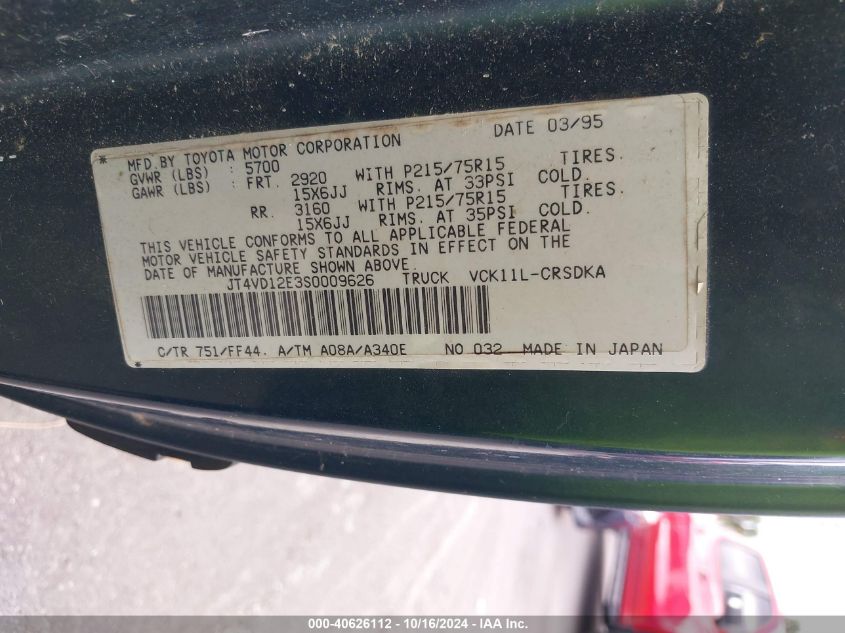 * MFD.BY TOYOTA MOTOR CORPORATION DATE 03/95
GVWR (LBS) : 5700
GAWR (LBS) : FRT. 2920 WITH P215/75R15 TIRES.
15X6JJ RIMS. AT 33PSI COLD.
RR. 3160 WITH P215/75R15 TIRES.
15X6JJ RIMS. AT 35PSI COLD.
THIS VEHICLE CONFORMS TO ALL APPLICABLE FEDERAL
MOTOR VEHICLE SAFETY STANDARDS IN EFFECT ON THE
DATE OF MANUFACTURE SHOWN ABOVE.
JT4VD12E3S0009626 TRUCK VCK11L-CRSDKA
C/TR 751/FF44. A/TM A08A/A340E NO 032 MADE IN JAPAN
000-40626112 - 10/16/2024 - IAA Inc.